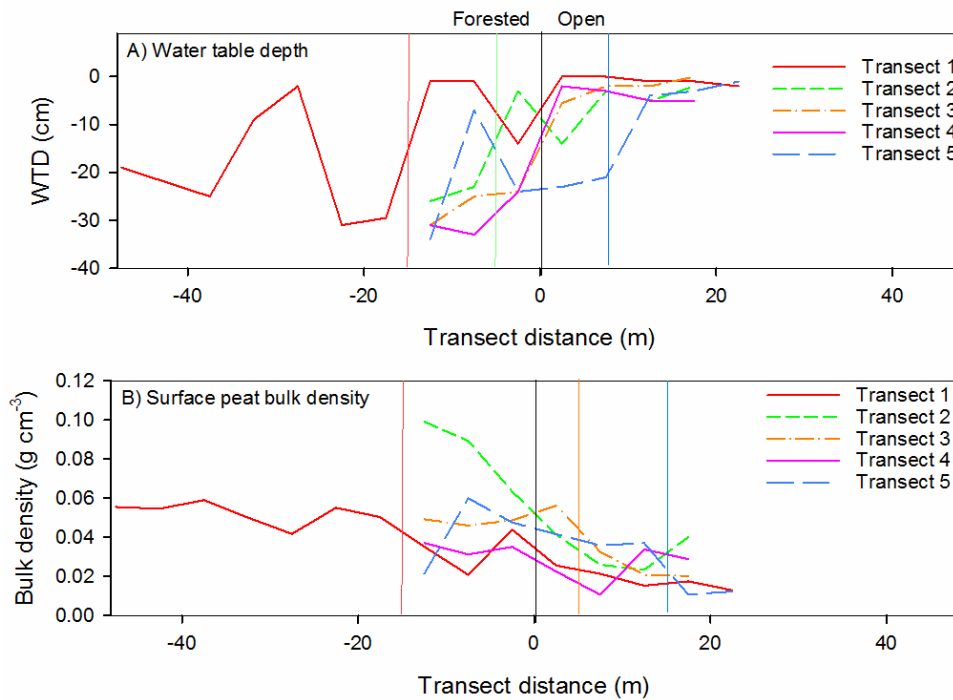 Forested Open
A) Water table depth
0
-10
-20
-30
-40
WTD (cm)
-40 -20 0 20 40
Transect distance (m)
Transect 1
Transect 2
Transect 3
Transect 4
Transect 5
B) Surface peat bulk density
0.12
0.10
0.08
0.06
0.04
0.02
0.00
Bulk density (g cm⁻³)
-40 -20 0 20 40
Transect distance (m)
Transect 1
Transect 2
Transect 3
Transect 4
Transect 5